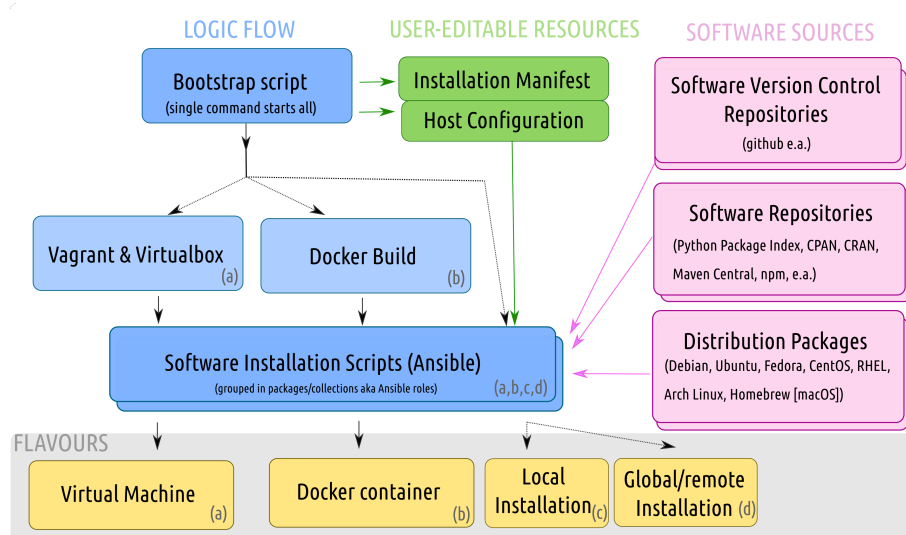 LOGIC FLOW
USER-EDITABLE RESOURCES
SOFTWARE SOURCES
Bootstrap script
(single command starts all)
Installation Manifest
Host Configuration
Software Version Control
Repositories
(github e.a.)
Software Repositories
(Python Package Index, CPAN, CRAN,
Maven Central, npm, e.a.)
Vagrant & Virtualbox
(a)
Docker Build
(b)
Distribution Packages
(Debian, Ubuntu, Fedora, CentOS, RHEL,
Arch Linux, Homebrew [macOS])
Software Installation Scripts (Ansible)
(grouped in packages/collections aka Ansible roles)
(a,b,c,d)
FLAVOURS
Virtual Machine
(a)
Docker container
(b)
Local
Installation
(c)
Global/remote
Installation
(d)